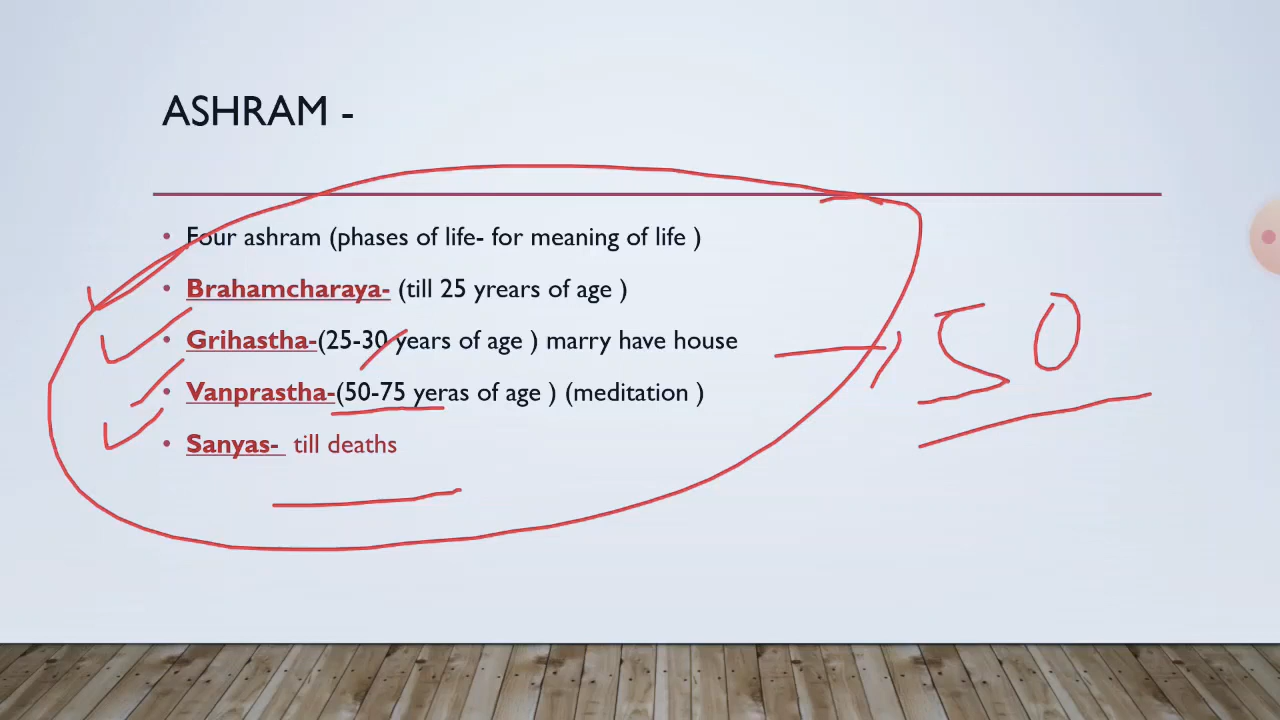 ASHRAM -
• Four ashram (phases of life- for meaning of life )
• Brahamcharaya- (till 25 yrears of age )
• Grihastha-(25-30 years of age ) marry have house
50
• Vanprastha-(50-75 yeras of age ) (meditation )
• Sanyas- till deaths